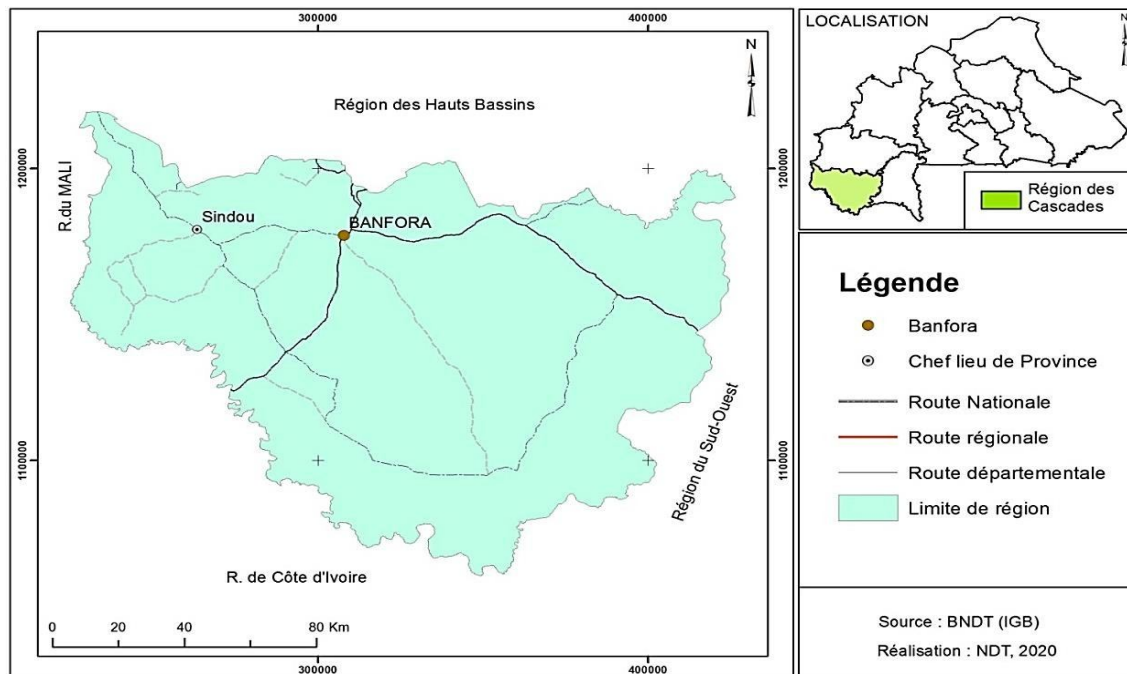 300000
400000
N
Région des Hauts Bassins
1200000
1200000
R.du MALI
Sindou
BANFORA
1100000
1100000
Région du Sud-Ouest
R. de Côte d'Ivoire
0 20 40 80 Km
300000
400000
LOCALISATION
N
Région des
Cascades
Légende
Banfora
Chef lieu de Province
Route Nationale
Route régionale
Route départementale
Limite de région
Source : BNDT (IGB)
Réalisation : NDT, 2020